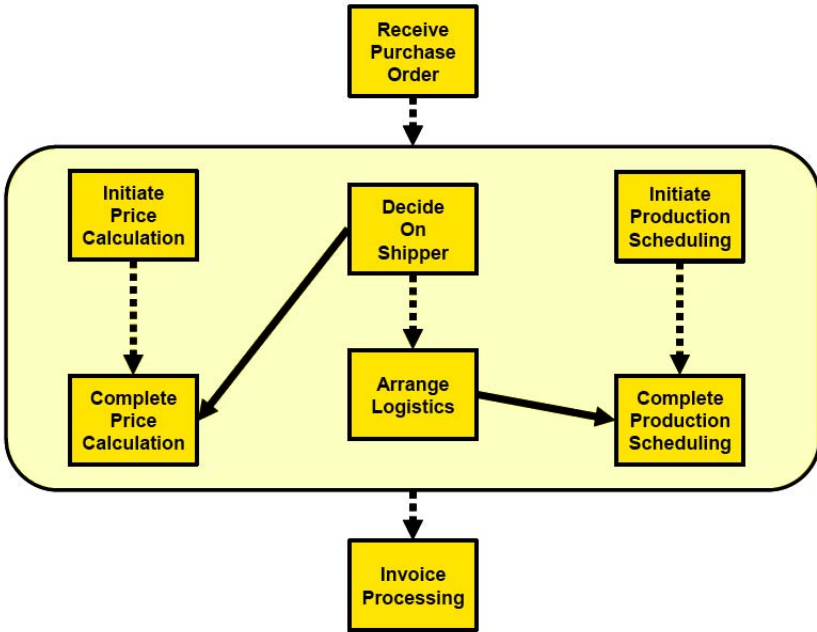 Receive
Purchase
Order
Initiate
Price
Calculation
Decide
On
Shipper
Initiate
Production
Scheduling
Complete
Price
Calculation
Arrange
Logistics
Complete
Production
Scheduling
Invoice
Processing